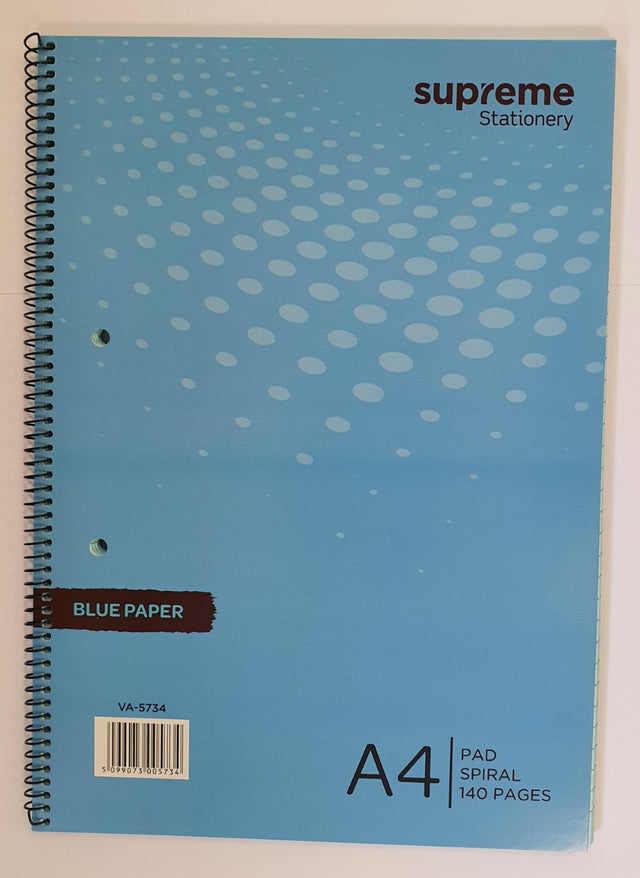 supreme
Stationery
BLUE PAPER
VA-5734
5 099073 005734
A4
PAD
SPIRAL
140 PAGES